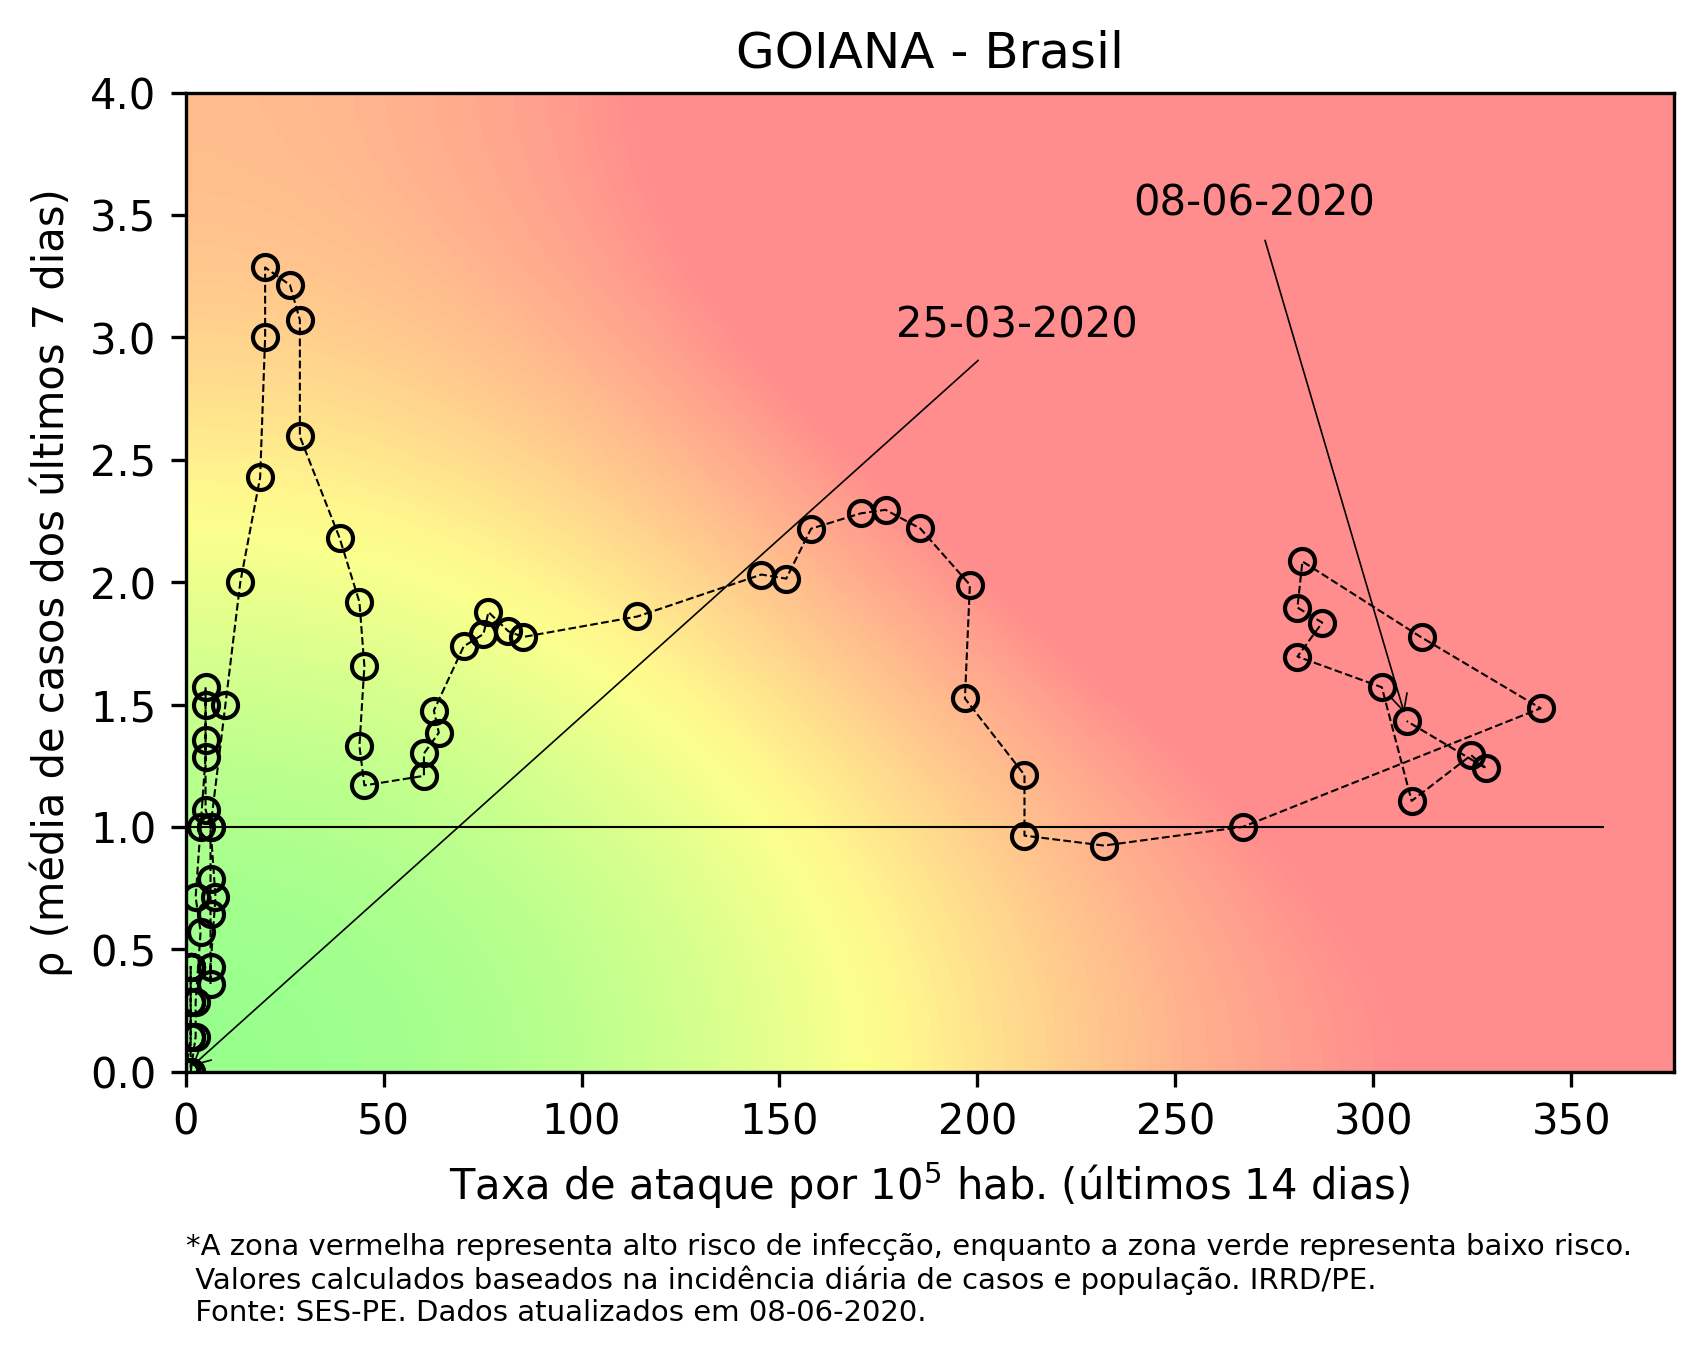 GOIANA - Brasil
4.0
3.5
3.0
2.5
2.0
1.5
1.0
0.5
0.0
ρ (média de casos dos últimos 7 dias)
08-06-2020
25-03-2020
0 50 100 150 200 250 300 350
Taxa de ataque por 10⁵ hab. (últimos 14 dias)
*A zona vermelha representa alto risco de infecção, enquanto a zona verde representa baixo risco.
Valores calculados baseados na incidência diária de casos e população. IRRD/PE.
Fonte: SES-PE. Dados atualizados em 08-06-2020.